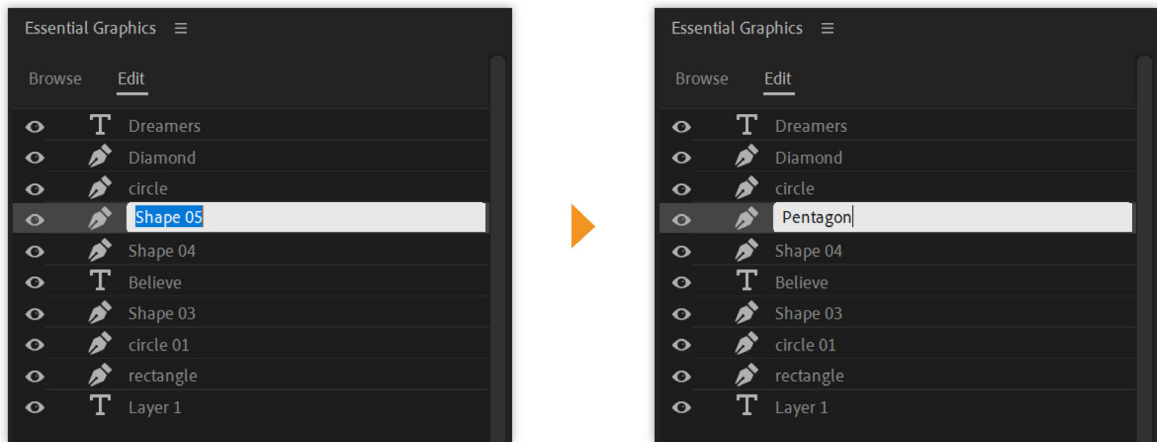 Essential Graphics
Browse Edit
Dreamers
Diamond
circle
Shape 05
Shape 04
Believe
Shape 03
circle 01
rectangle
Layer 1
Essential Graphics
Browse Edit
Dreamers
Diamond
circle
Pentagon
Shape 04
Believe
Shape 03
circle 01
rectangle
Layer 1